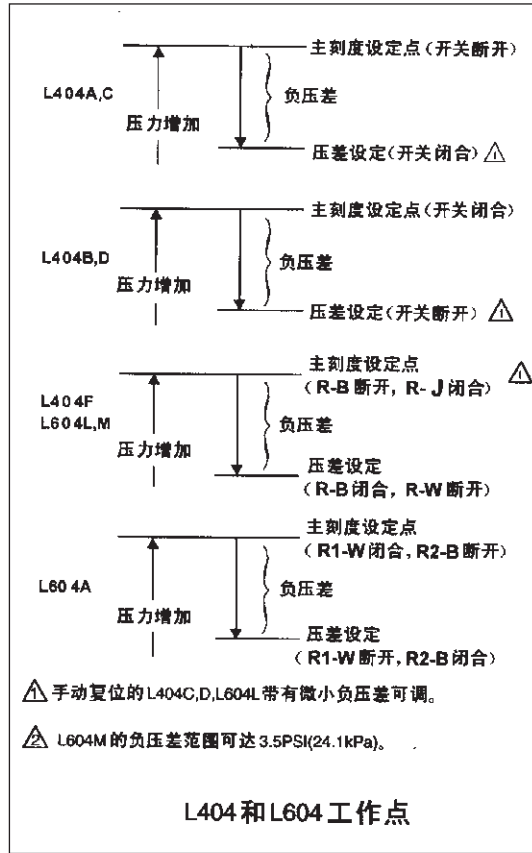 主刻度设定点(开关断开)
L404A,C
负压差
压力增加
压差设定(开关闭合) 1
主刻度设定点(开关闭合)
L404B,D
负压差
压力增加
压差设定(开关断开) 1
主刻度设定点
(R-B断开, R-J闭合) 1
L404F
L604L,M
负压差
压力增加
压差设定
(R-B闭合, R-W断开)
主刻度设定点
(R1-W闭合, R2-B断开)
L604A
负压差
压力增加
压差设定
(R1-W断开, R2-B闭合)
1 手动复位的L404C,D,L604L带有微小负压差可调。
2 L604M的负压差范围可达3.5PSI(24.1kPa)。
L404和L604工作点